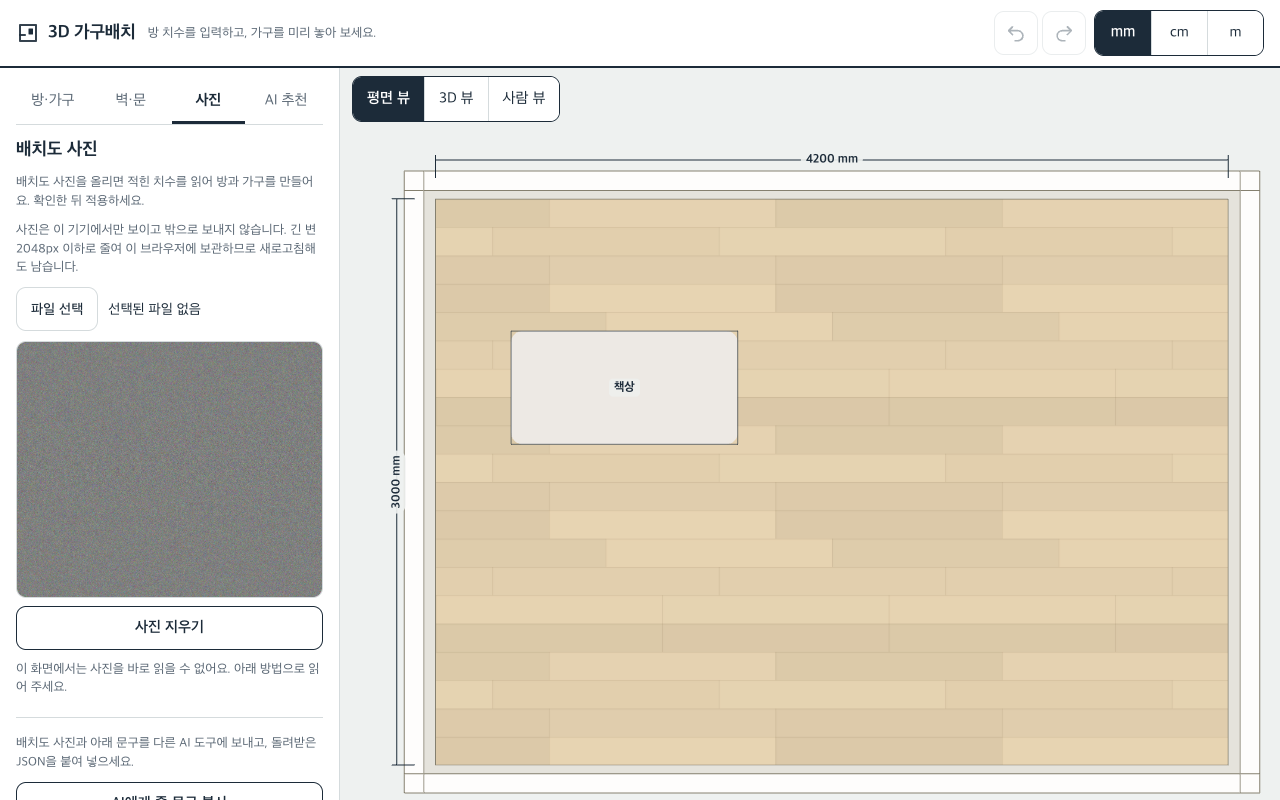 3D 가구배치
방 치수를 입력하고, 가구를 미리 놓아 보세요.
mm
cm
m
방·가구
벽·문
사진
AI 추천
평면 뷰
3D 뷰
사람 뷰
배치도 사진
배치도 사진을 올리면 적힌 치수를 읽어 방과 가구를 만들어
요. 확인한 뒤 적용하세요.
사진은 이 기기에서만 보이고 밖으로 보내지 않습니다. 긴 변
2048px 이하로 줄여 이 브라우저에 보관하므로 새로고침해
도 남습니다.
파일 선택
선택된 파일 없음
사진 지우기
이 화면에서는 사진을 바로 읽을 수 없어요. 아래 방법으로 읽
어 주세요.
배치도 사진과 아래 문구를 다른 AI 도구에 보내고, 돌려받은
JSON을 붙여 넣으세요.
AI에게 줄 문구 복사
4200 mm
3000 mm
책상